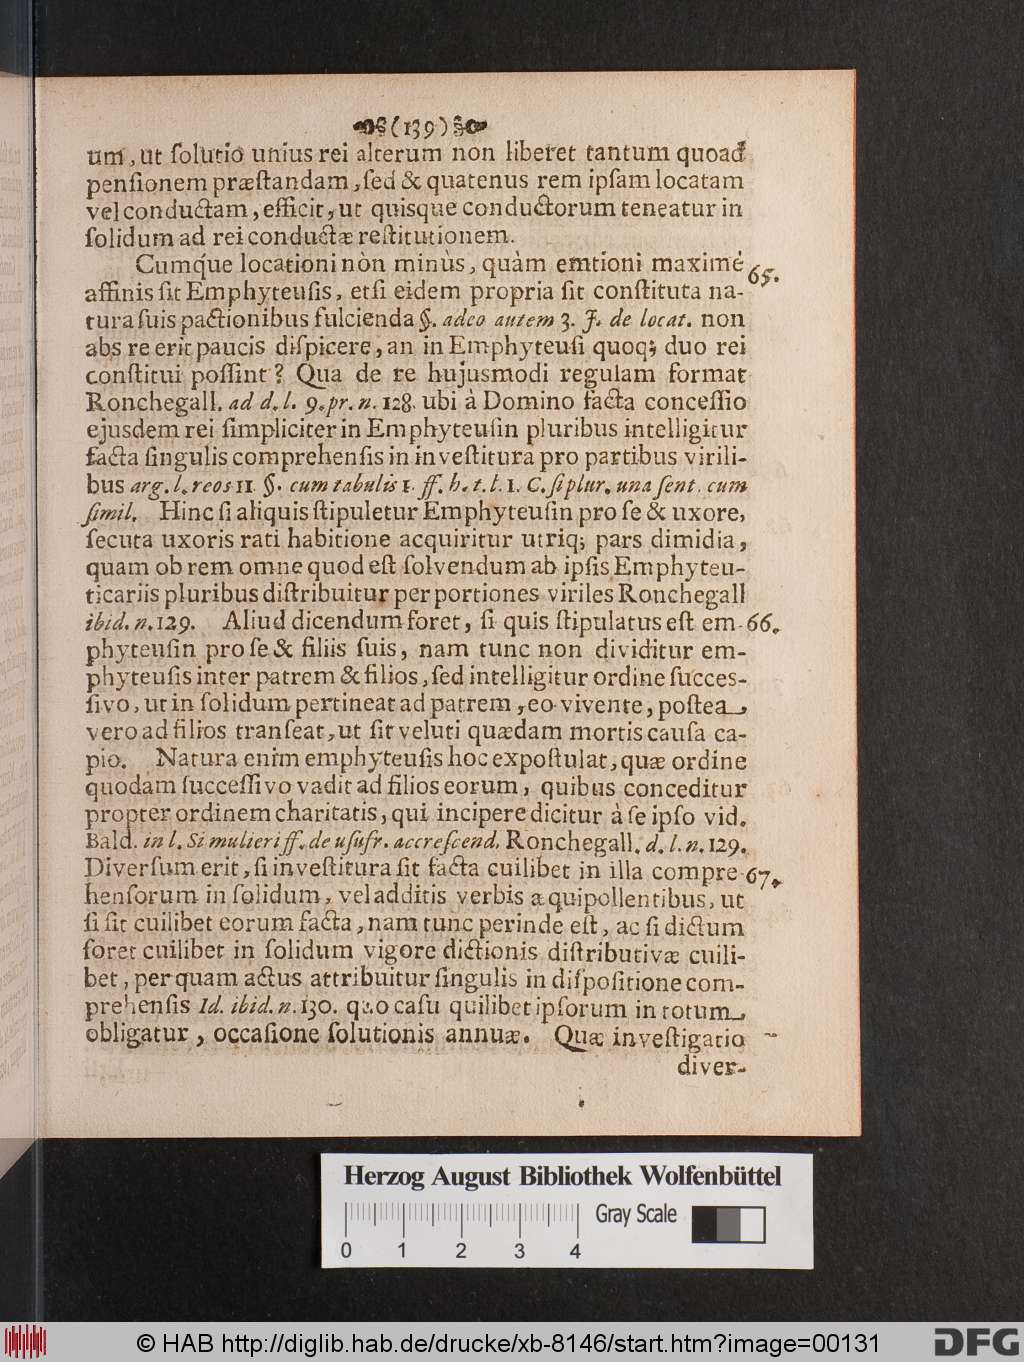 (139)
um, ut ſolutio unius rei alterum non liberet tantum quoad
penſionem præſtandam, ſed & quatenus rem ipſam locatam
vel conductam, efficit, ut quisque conductorum teneatur in
ſolidum ad rei conductæ reſtitutionem.
Cumq́ue locationi nòn minùs, quàm emtioni maximè 65.
affinis ſit Emphyteuſis, etſi eidem propria ſit conſtituta na-
tura ſuis pactionibus fulcienda §. adeo autem 3. J. de locat. non
abs re erit paucis diſpicere, an in Emphyteuſi quoq; duo rei
conſtitui poſſint? Qua de re hujusmodi regulam format
Ronchegall. ad d. l. 9. pr. n. 128. ubi à Domino facta conceſſio
ejusdem rei ſimpliciter in Emphyteuſin pluribus intelligitur
facta ſingulis comprehenſis in inveſtitura pro partibus virili-
bus arg. l. reos 11. §. cum tabulis 1. ff. h. t. l. 1. C. ſi plur. una ſent. cum
ſimil. Hinc ſi aliquis ſtipuletur Emphyteuſin pro ſe & uxore,
ſecuta uxoris rati habitione acquiritur utriq; pars dimidia,
quam ob rem omne quod eſt ſolvendum ab ipſis Emphyteu-
ticariis pluribus diſtribuitur per portiones viriles Ronchegall
ibid. n. 129. Aliud dicendum foret, ſi quis ſtipulatus eſt em- 66.
phyteuſin pro ſe & filiis ſuis, nam tunc non dividitur em-
phyteuſis inter patrem & filios, ſed intelligitur ordine ſucceſ-
ſivo, ut in ſolidum pertineat ad patrem, eo vivente, poſtea,
vero ad filios tranſeat, ut ſit veluti quædam mortis cauſa ca-
pio. Natura enim emphyteuſis hoc expoſtulat, quæ ordine
quodam ſucceſſivo vadit ad filios eorum, quibus conceditur
propter ordinem charitatis, qui incipere dicitur à ſe ipſo vid.
Bald. in l. Si mulieri ff. de uſufr. accreſcend. Ronchegall. d. l. n. 129.
Diverſum erit, ſi inveſtitura ſit facta cuilibet in illa compre- 67.
henſorum in ſolidum, vel additis verbis æquipollentibus, ut
ſi ſit cuilibet eorum facta, nam tunc perinde eſt, ac ſi dictum
foret cuilibet in ſolidum vigore dictionis diſtributivæ cuili-
bet, per quam actus attribuitur ſingulis in diſpoſitione com-
prehenſis Id. ibid. n. 130. quo caſu quilibet ipſorum in totum,
obligatur, occaſione ſolutionis annuæ. Quæ inveſtigatio
diver-
Herzog August Bibliothek Wolfenbüttel
Gray Scale
0 1 2 3 4
© HAB http://diglib.hab.de/drucke/xb-8146/start.htm?image=00131
DFG